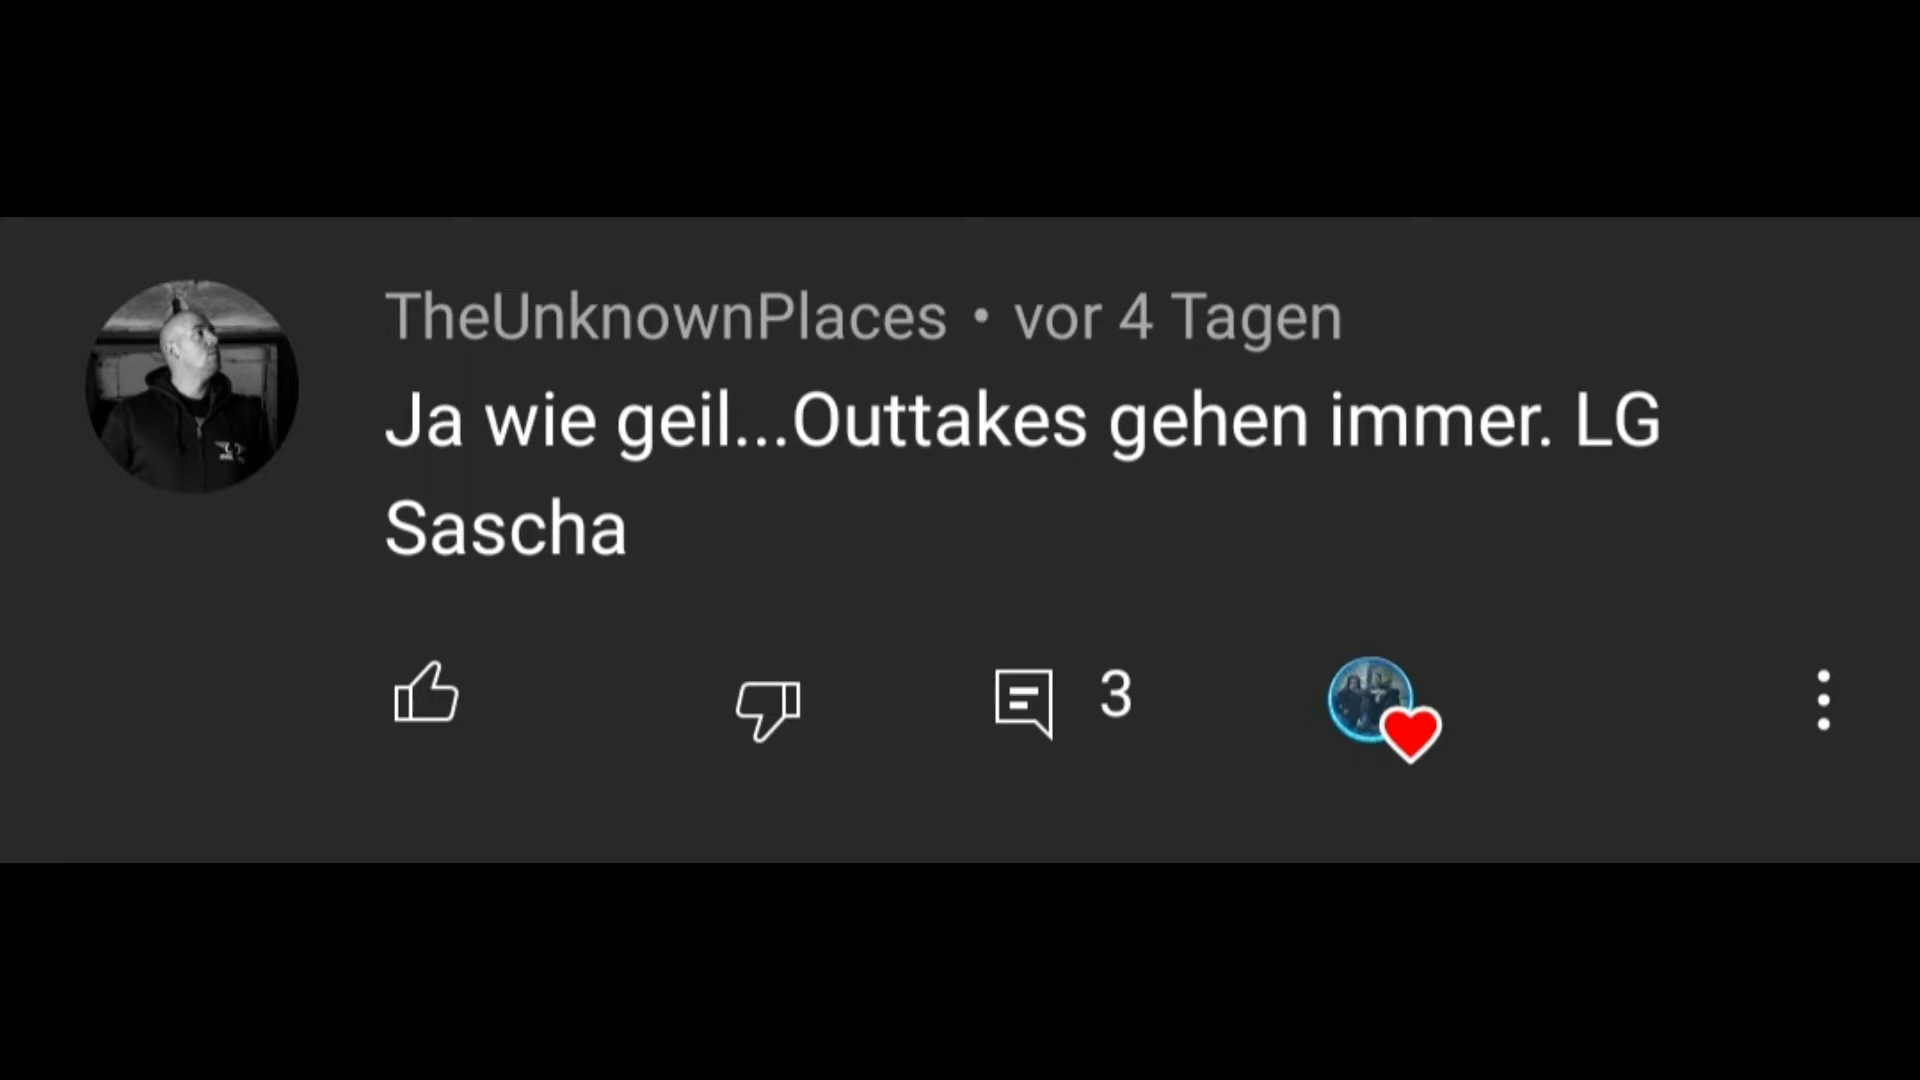 TheUnknownPlaces • vor 4 Tagen
Ja wie geil...Outtakes gehen immer. LG
Sascha
3